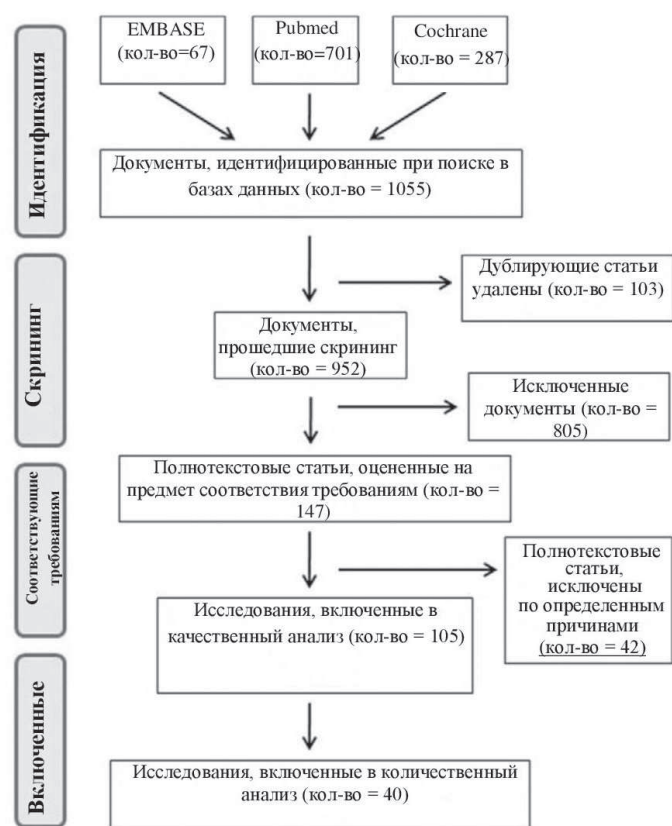 EMBASE
(кол-во=67)
Pubmed
(кол-во=701)
Cochrane
(кол-во = 287)
Идентификация
Документы, идентифицированные при поиске в
базах данных (кол-во = 1055)
Дублирующие статьи
удалены (кол-во = 103)
Скрининг
Документы,
прошедшие скрининг
(кол-во = 952)
Исключенные
документы (кол-во =
805)
Соответствующие
требованиям
Полнотекстовые статьи, оцененные на
предмет соответствия требованиям (кол-во =
147)
Полнотекстовые
статьи,
исключены
по определенным
причинами
(кол-во = 42)
Исследования, включенные в
качественный анализ (кол-во = 105)
Включенные
Исследования, включенные в количественный
анализ (кол-во = 40)